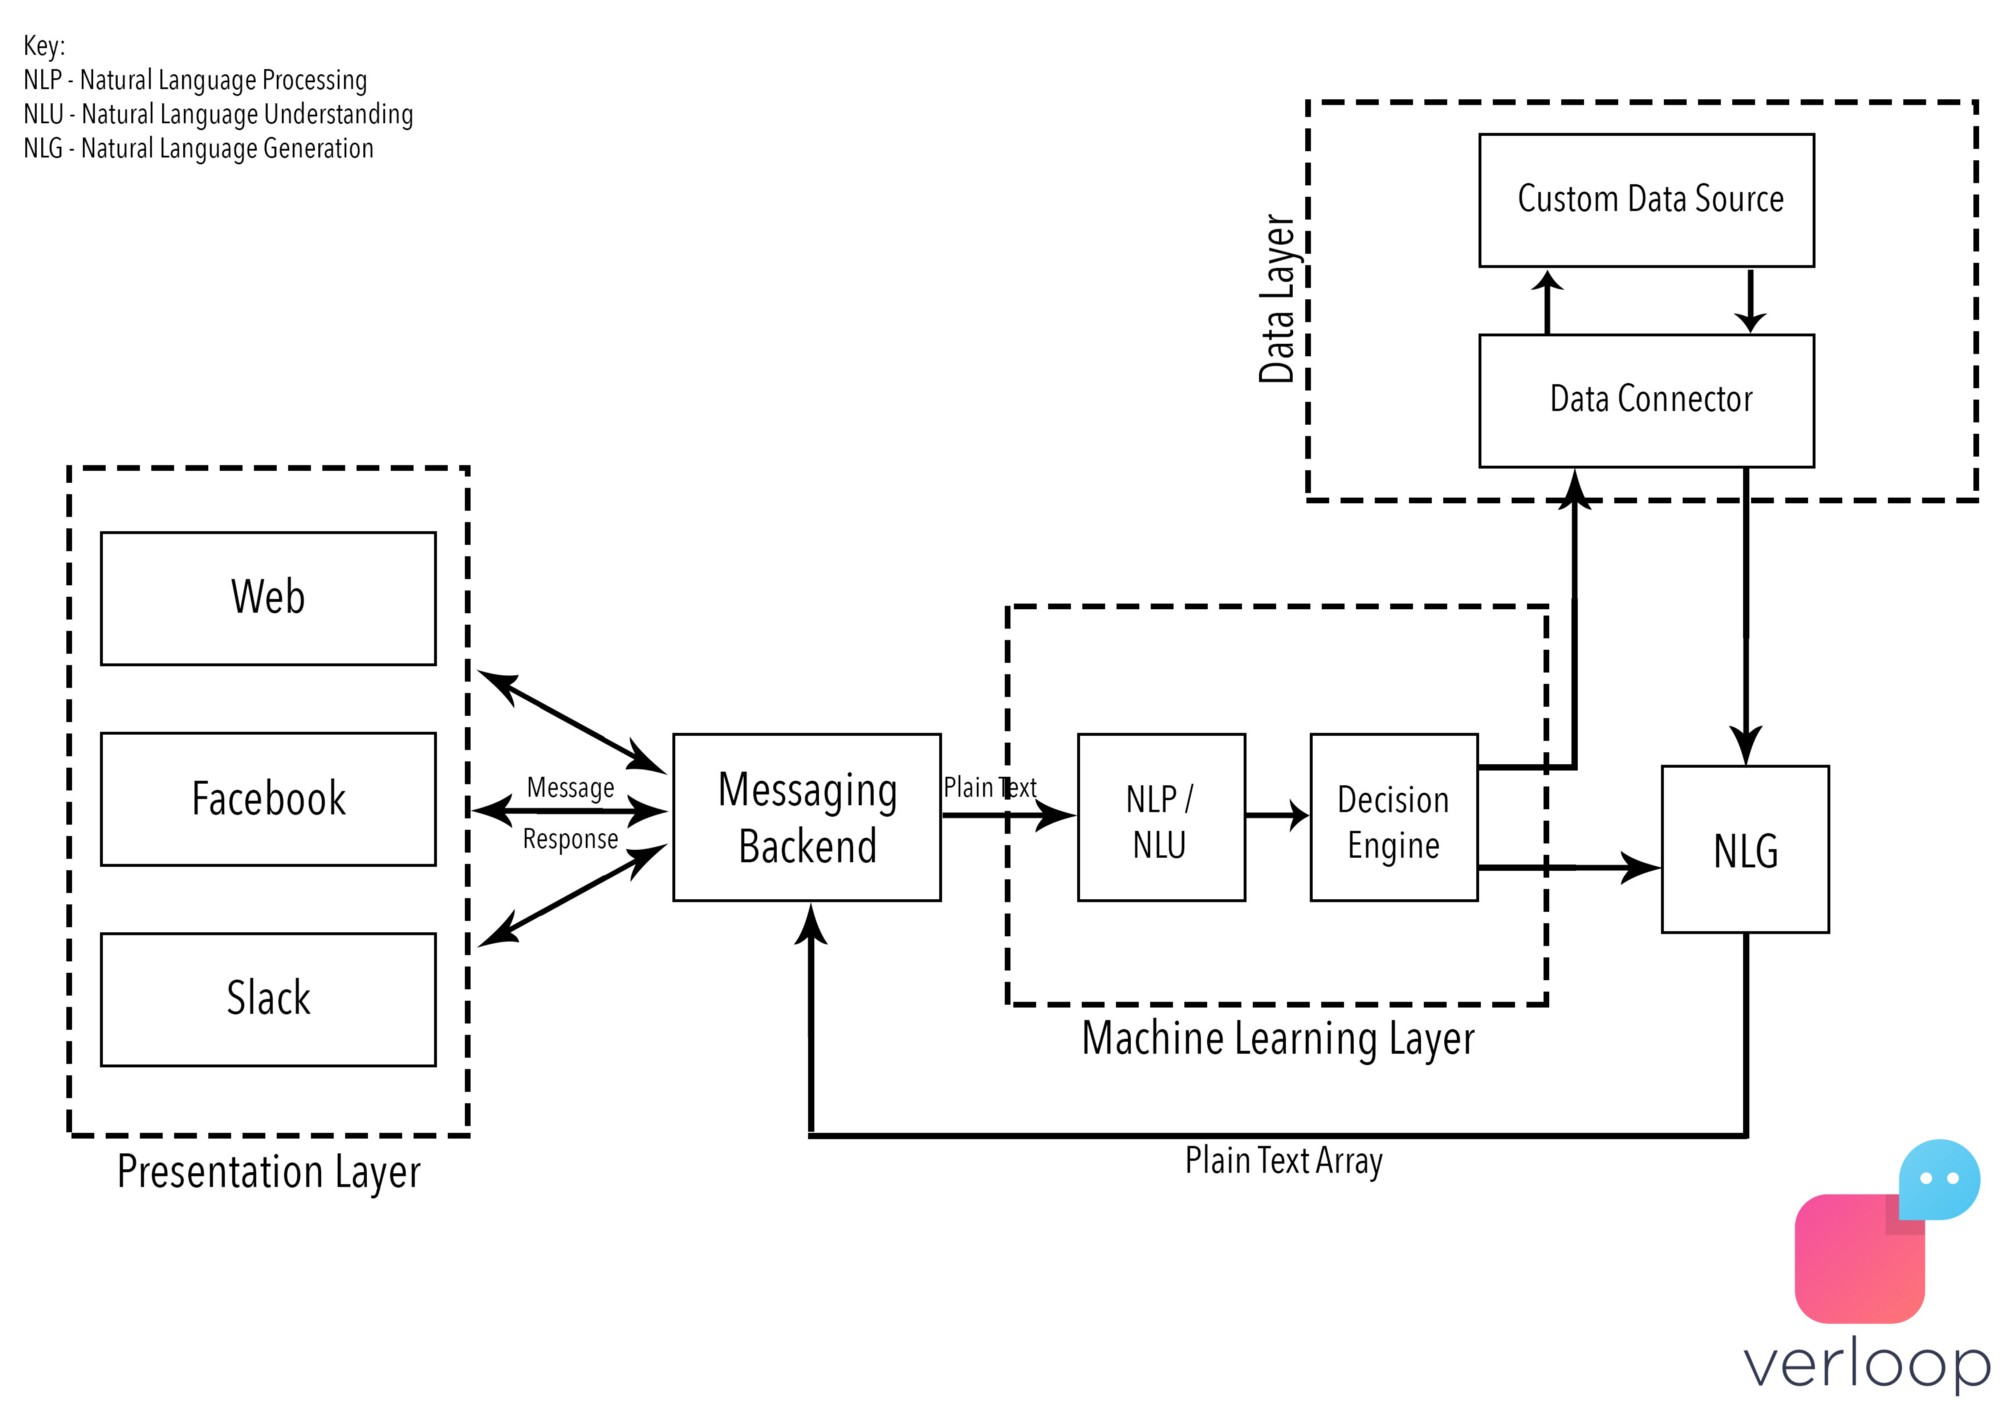 Key:
NLP - Natural Language Processing
NLU - Natural Language Understanding
NLG - Natural Language Generation
Custom Data Source
Data Layer
Data Connector
Web
Facebook
Slack
Presentation Layer
Message
Response
Messaging
Backend
Plain Text
NLP /
NLU
Decision
Engine
NLG
Machine Learning Layer
Plain Text Array
verloop